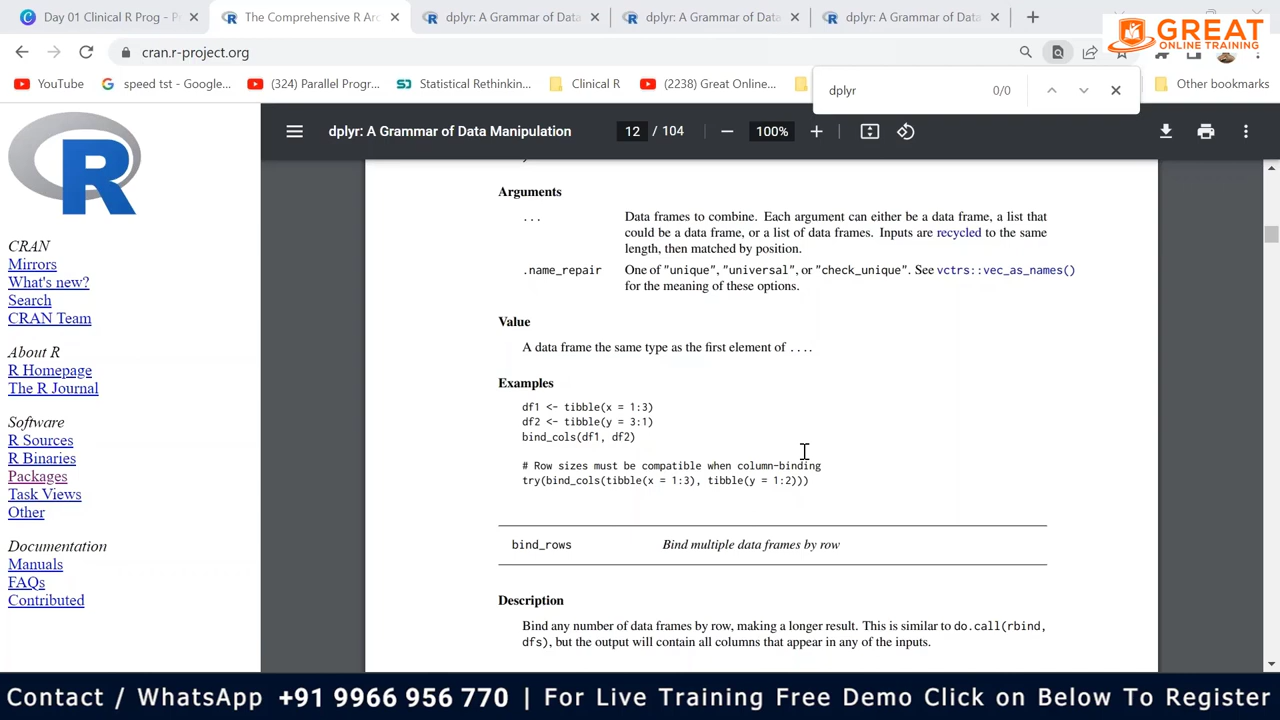 Day 01 Clinical R Prog - P
The Comprehensive R Arc
dplyr: A Grammar of Data
dplyr: A Grammar of Data
dplyr: A Grammar of Data
GREAT
ONLINE TRAINING
cran.r-project.org
YouTube
speed tst - Google...
(324) Parallel Progr...
Statistical Rethinkin...
Clinical R
(2238) Great Online...
Other bookmarks
dplyr
0/0
dplyr: A Grammar of Data Manipulation
12 / 104
100%
R
CRAN
Mirrors
What's new?
Search
CRAN Team
About R
R Homepage
The R Journal
Software
R Sources
R Binaries
Packages
Task Views
Other
Documentation
Manuals
FAQs
Contributed
Arguments
... Data frames to combine. Each argument can either be a data frame, a list that
could be a data frame, or a list of data frames. Inputs are recycled to the same
length, then matched by position.
.name_repair One of "unique", "universal", or "check_unique". See vctrs::vec_as_names()
for the meaning of these options.
Value
A data frame the same type as the first element of ....
Examples
df1 <- tibble(x = 1:3)
df2 <- tibble(y = 3:1)
bind_cols(df1, df2)
# Row sizes must be compatible when column-binding
try(bind_cols(tibble(x = 1:3), tibble(y = 1:2)))
bind_rows Bind multiple data frames by row
Description
Bind any number of data frames by row, making a longer result. This is similar to do.call(rbind,
dfs), but the output will contain all columns that appear in any of the inputs.
Contact / WhatsApp +91 9966 956 770 | For Live Training Free Demo Click on Below To Register